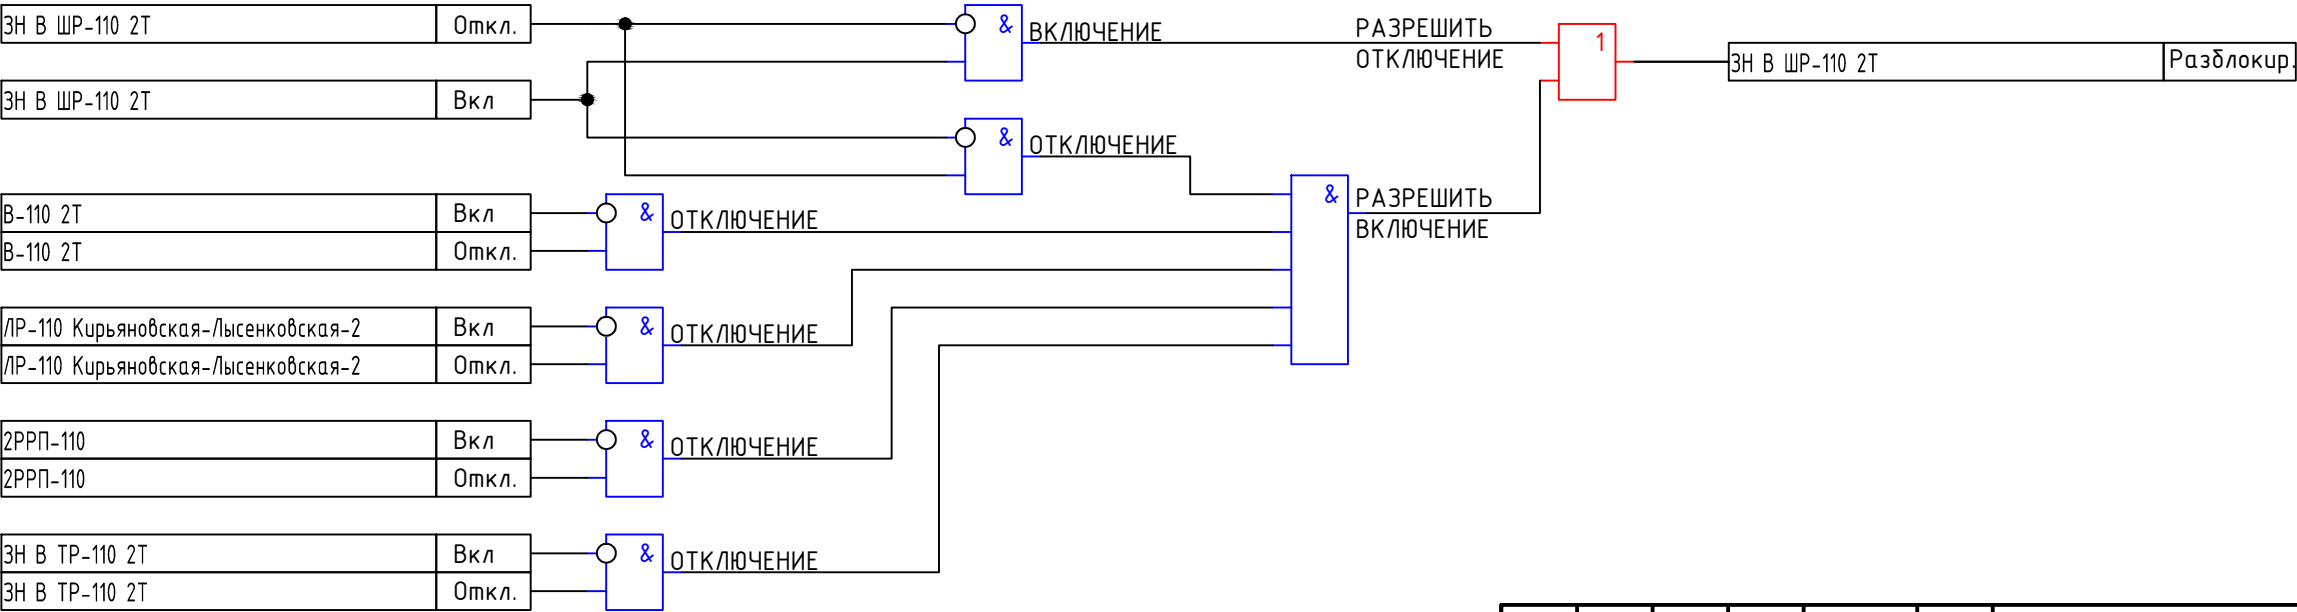 ЗН В ШР-110 2Т Откл.
& ВКЛЮЧЕНИЕ
РАЗРЕШИТЬ
ОТКЛЮЧЕНИЕ
1
ЗН В ШР-110 2Т Разблокир.
ЗН В ШР-110 2Т Вкл
& ОТКЛЮЧЕНИЕ
&
РАЗРЕШИТЬ
ВКЛЮЧЕНИЕ
В-110 2Т Вкл
& ОТКЛЮЧЕНИЕ
В-110 2Т Откл.
ЛР-110 Кирьяновская-Лысенковская-2 Вкл
& ОТКЛЮЧЕНИЕ
ЛР-110 Кирьяновская-Лысенковская-2 Откл.
2РРП-110 Вкл
& ОТКЛЮЧЕНИЕ
2РРП-110 Откл.
ЗН В ТР-110 2Т Вкл
& ОТКЛЮЧЕНИЕ
ЗН В ТР-110 2Т Откл.